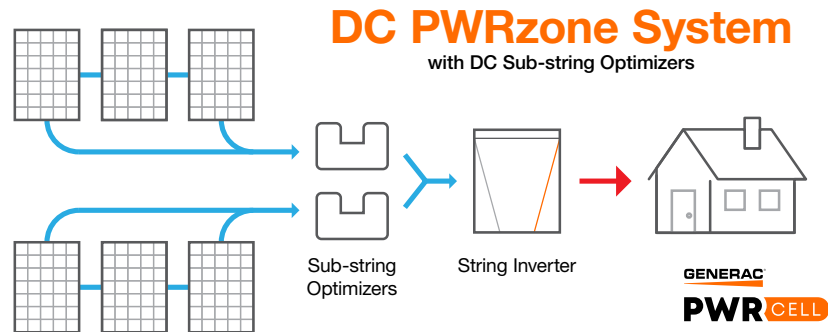 DC PWRzone System
with DC Sub-string Optimizers
Sub-string
Optimizers
String Inverter
GENERAC
PWRCELL